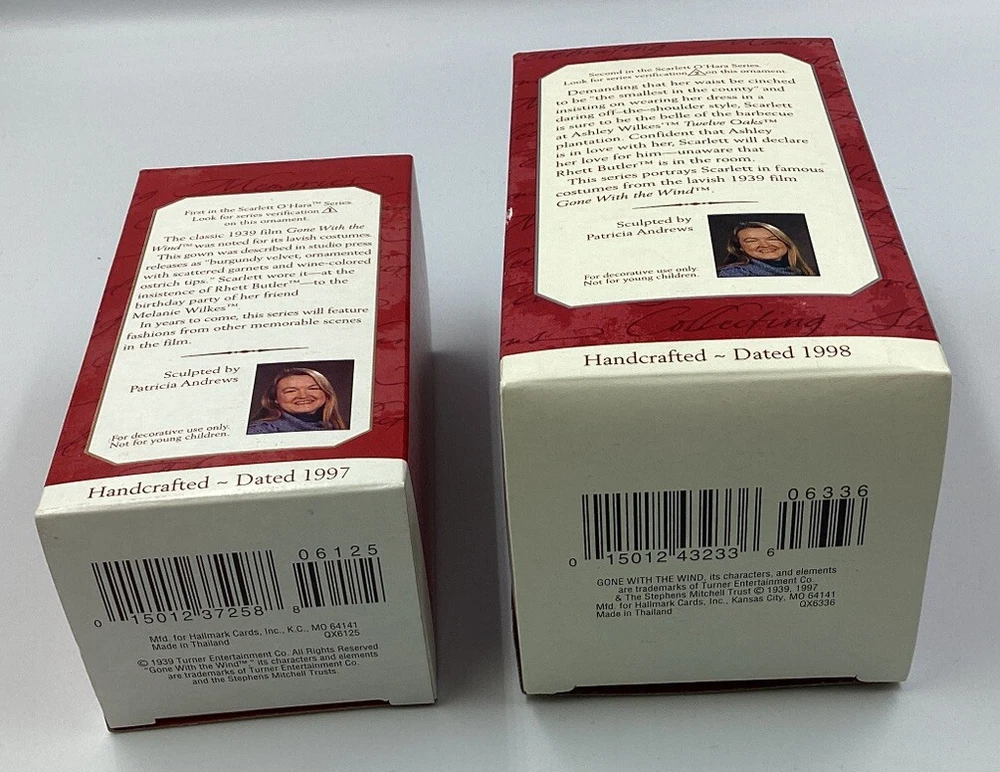 First in the Scarlett O'Hara™ Series.
Look for series verification
on this ornament.
The classic 1939 film Gone With the
Wind™ was noted for its lavish costumes.
This gown was described in studio press
releases as "burgundy velvet, ornamented
with scattered garnets and wine-colored
ostrich tips." Scarlett wore it—at the
insistence of Rhett Butler™—to the
birthday party of her friend
Melanie Wilkes™
In years to come, this series will feature
fashions from other memorable scenes
in the film.
Sculpted by
Patricia Andrews
For decorative use only.
Not for young children.
Handcrafted ~ Dated 1997
06125
0 15012 37258 8
Mfd. for Hallmark Cards, Inc., K.C., MO 64141
Made in Thailand QX6125
© 1939 Turner Entertainment Co. All Rights Reserved
"Gone With the Wind™," its characters and elements
are trademarks of Turner Entertainment Co.
and the Stephens Mitchell Trusts.
Second in the Scarlett O'Hara Series.
Look for series verification on this ornament.
Demanding that her waist be cinched
to be "the smallest in the county" and
insisting on wearing her dress in a
daring off-the-shoulder style, Scarlett
is sure to be the belle of the barbecue
at Ashley Wilkes'™ Twelve Oaks™
plantation. Confident that Ashley
is in love with her, Scarlett will declare
her love for him—unaware that
Rhett Butler™ is in the room.
This series portrays Scarlett in famous
costumes from the lavish 1939 film
Gone With the Wind™.
Sculpted by
Patricia Andrews
For decorative use only.
Not for young children.
Collecting
Handcrafted ~ Dated 1998
06336
0 15012 43233 6
GONE WITH THE WIND, its characters, and elements
are trademarks of Turner Entertainment Co.
& The Stephens Mitchell Trust © 1939, 1997
Mfd. for Hallmark Cards, Inc., Kansas City, MO 64141
Made in Thailand QX6336